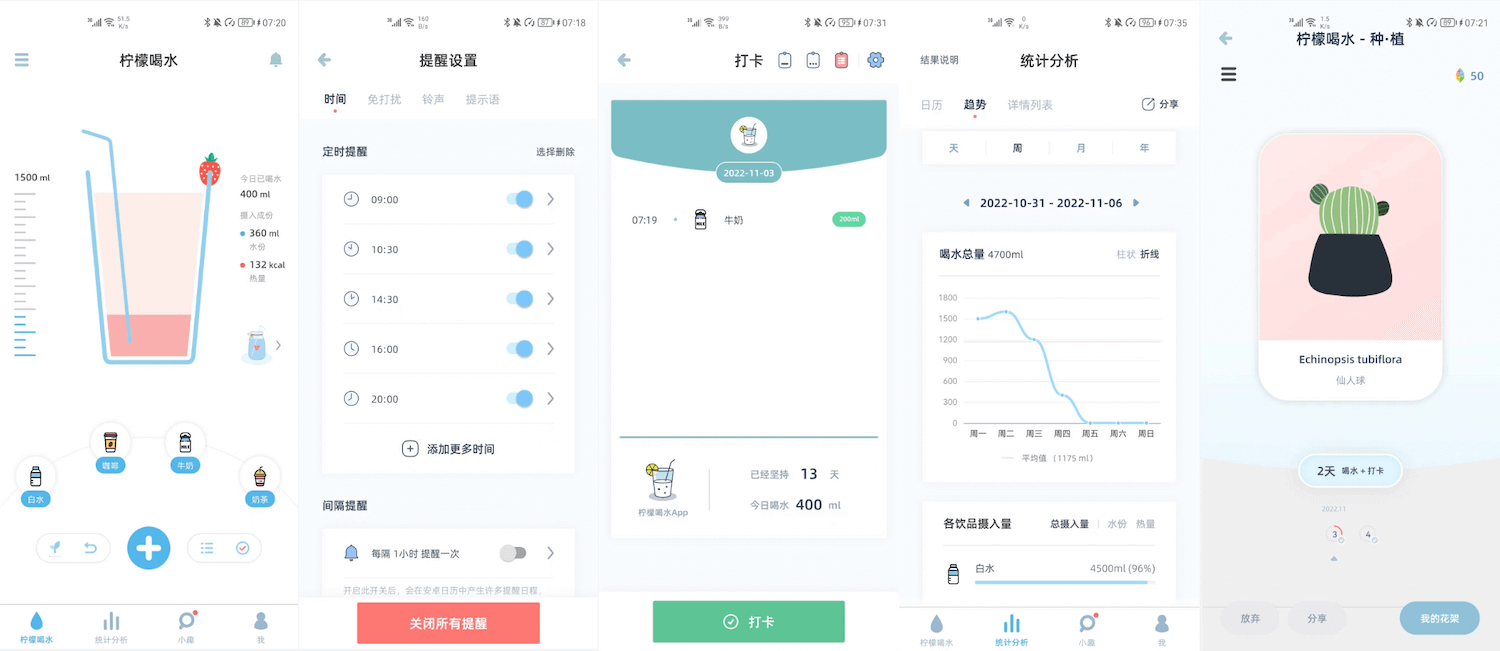 51.5 K/s 89 07:20
柠檬喝水
1500 ml
今日已喝水
400 ml
摄入成份
360 ml
水份
132 kcal
热量
咖啡
牛奶
白水
奶茶
柠檬喝水 统计分析 小趣 我
160 B/s 87 07:18
提醒设置
时间 免打扰 铃声 提示语
定时提醒 选择删除
09:00
10:30
14:30
16:00
20:00
添加更多时间
间隔提醒
每隔 1小时 提醒一次
开启此开关后，会在安卓日历中产生许多提醒日程。
关闭所有提醒
399 B/s 95 07:31
打卡
2022-11-03
07:19 牛奶 200ml
已经坚持 13 天
今日喝水 400 ml
柠檬喝水App
打卡
0 K/s 96 07:35
结果说明 统计分析
日历 趋势 详情列表 分享
天 周 月 年
2022-10-31 - 2022-11-06
喝水总量 4700ml 柱状 折线
1800
1500
1200
900
600
300
0
周一 周二 周三 周四 周五 周六 周日
平均值 （1175 ml）
各饮品摄入量 总摄入量 水份 热量
白水 4500ml (96%)
柠檬喝水 统计分析 小趣 我
1.5 K/s 89 07:21
柠檬喝水 - 种·植
50
Echinopsis tubiflora
仙人球
2天 喝水 + 打卡
2022.11
3 4
放弃 分享 我的花架